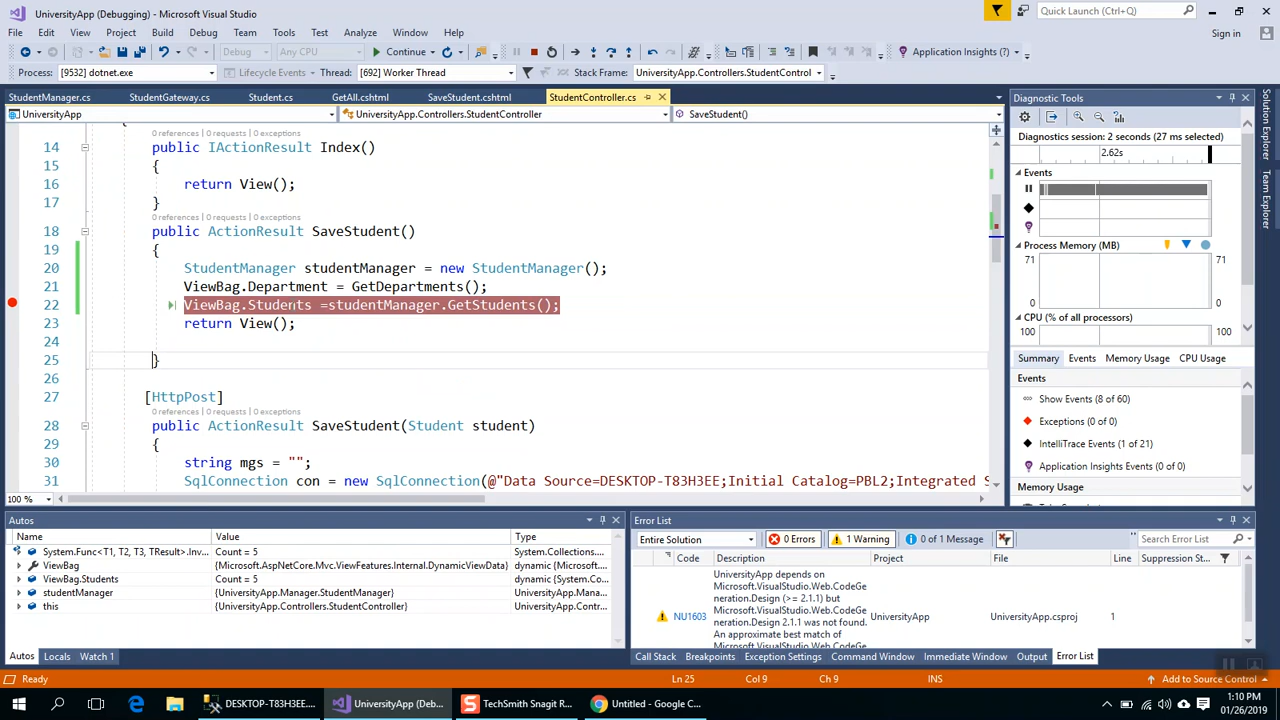 UniversityApp (Debugging) - Microsoft Visual Studio
Quick Launch (Ctrl+Q)
File Edit View Project Build Debug Team Tools Test Analyze Window Help
Sign in
Debug Any CPU Continue Application Insights (?)
Process: [9532] dotnet.exe Lifecycle Events Thread: [692] Worker Thread Stack Frame: UniversityApp.Controllers.StudentControl
StudentManager.cs StudentGateway.cs Student.cs GetAll.cshtml SaveStudent.cshtml StudentController.cs
UniversityApp UniversityApp.Controllers.StudentController SaveStudent()
0 references | 0 requests | 0 exceptions
14 public IActionResult Index()
15 {
16 return View();
17 }
0 references | 0 requests | 0 exceptions
18 public ActionResult SaveStudent()
19 {
20 StudentManager studentManager = new StudentManager();
21 ViewBag.Department = GetDepartments();
22 ViewBag.Students =studentManager.GetStudents();
23 return View();
24
25 }
26
27 [HttpPost]
0 references | 0 requests | 0 exceptions
28 public ActionResult SaveStudent(Student student)
29 {
30 string mgs = "";
31 SqlConnection con = new SqlConnection(@"Data Source=DESKTOP-T83H3EE;Initial Catalog=PBL2;Integrated S
100 %
Diagnostic Tools
Diagnostics session: 2 seconds (27 ms selected)
2.62s
Events
Process Memory (MB)
71 71
0 0
CPU (% of all processors)
100 100
Summary Events Memory Usage CPU Usage
Events
Show Events (8 of 60)
Exceptions (0 of 0)
IntelliTrace Events (1 of 21)
Application Insights Events (0 of 0)
Memory Usage
Solution Explorer
Team Explorer
Autos
Name Value Type
System.Func<T1, T2, T3, TResult>.Inv... Count = 5 System.Collections....
ViewBag {Microsoft.AspNetCore.Mvc.ViewFeatures.Internal.DynamicViewData} dynamic {Microsoft....
ViewBag.Students Count = 5 dynamic {System.Co...
studentManager {UniversityApp.Manager.StudentManager} UniversityApp.Mana...
this {UniversityApp.Controllers.StudentController} UniversityApp.Contr...
Autos Locals Watch 1
Error List
Entire Solution 0 Errors 1 Warning 0 of 1 Message Search Error List
Code Description Project File Line Suppression St...
NU1603 UniversityApp depends on
Microsoft.VisualStudio.Web.CodeGe
neration.Design (>= 2.1.1) but
Microsoft.VisualStudio.Web.CodeGe
neration.Design 2.1.1 was not found.
An approximate best match of
Microsoft.VisualStudio.Web.CodeGe
UniversityApp UniversityApp.csproj 1
Call Stack Breakpoints Exception Settings Command Window Immediate Window Output Error List
Ready Ln 25 Col 9 Ch 9 INS Add to Source Control
DESKTOP-T83H3EE.... UniversityApp (Deb... TechSmith Snagit R... Untitled - Google C...
1:10 PM
01/26/2019